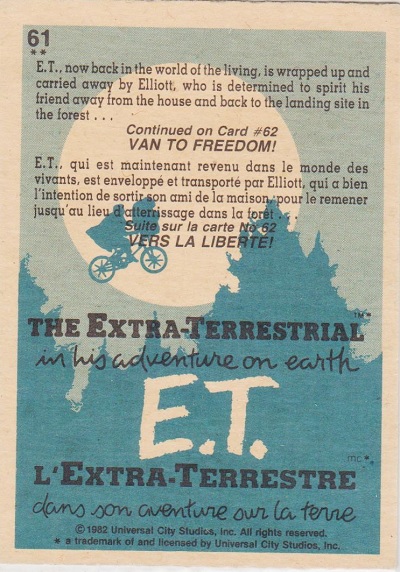 61
**
E.T., now back in the world of the living, is wrapped up and
carried away by Elliott, who is determined to spirit his
friend away from the house and back to the landing site in
the forest . . .
Continued on Card #62
VAN TO FREEDOM!
E.T., qui est maintenant revenu dans le monde des
vivants, est enveloppé et transporté par Elliott, qui a bien
l'intention de sortir son ami de la maison, pour le remener
jusqu'au lieu d'atterrissage dans la forêt . . .
Suite sur la carte No 62
VERS LA LIBERTÉ!
THE EXTRA-TERRESTRIAL™*
in his adventure on earth
E.T.
mc*
L'EXTRA-TERRESTRE
dans son aventure sur la terre
©1982 Universal City Studios, Inc. All rights reserved.
* a trademark of and licensed by Universal City Studios, Inc.